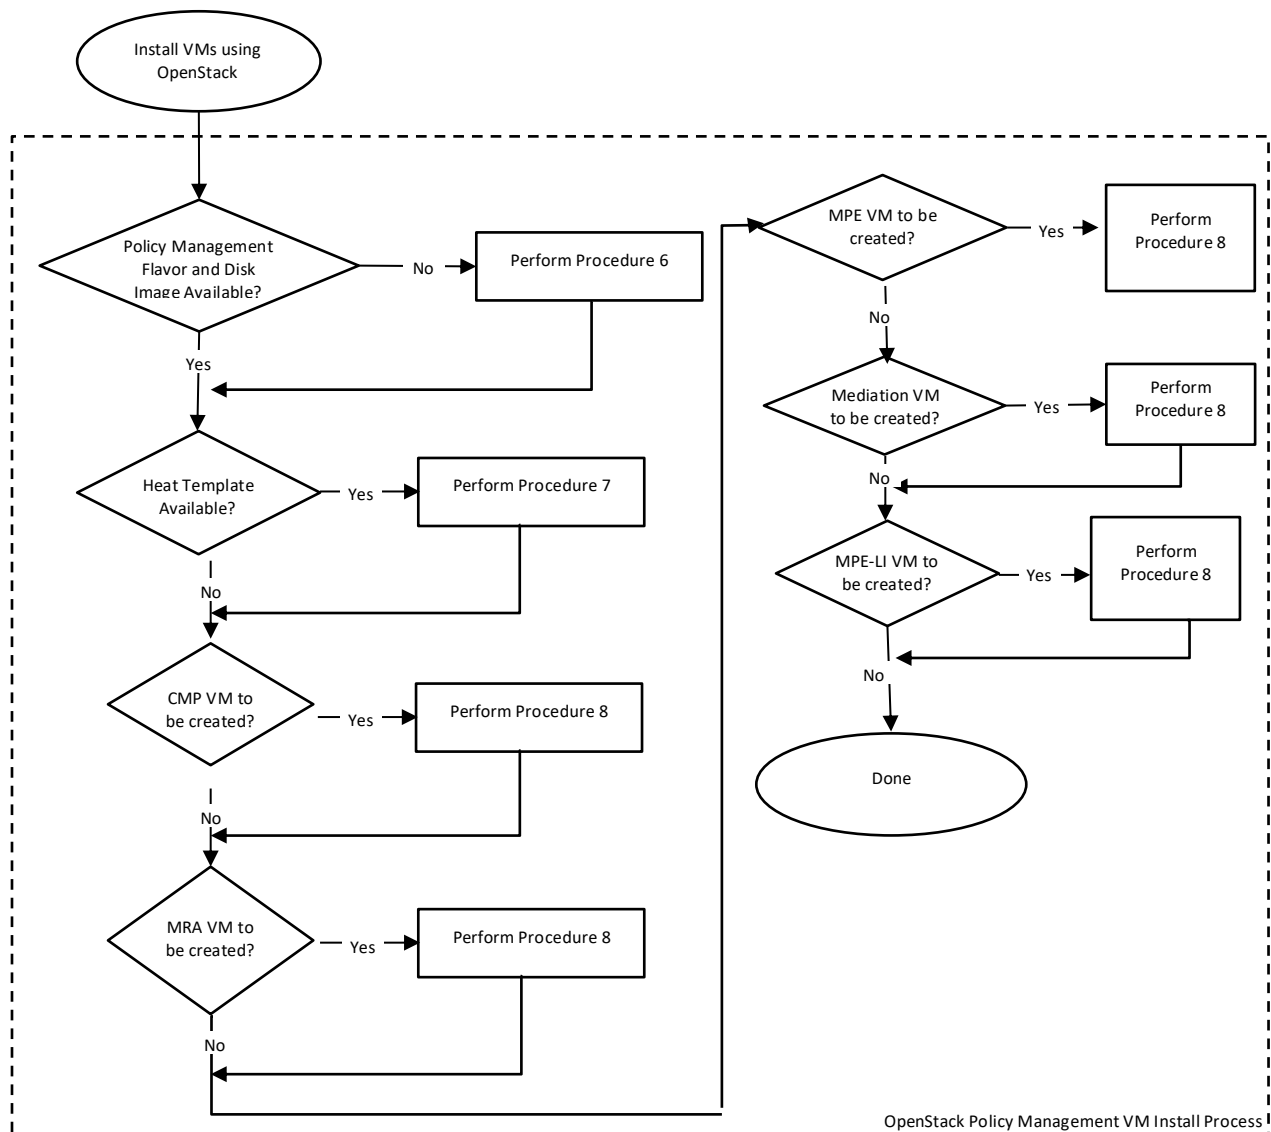 Install VMs using
OpenStack
Policy Management
Flavor and Disk
Image Available?
No
Perform Procedure 6
Yes
Heat Template
Available?
Yes
Perform Procedure 7
No
CMP VM to
be created?
Yes
Perform Procedure 8
No
MRA VM to
be created?
Yes
Perform Procedure 8
No
MPE VM to be
created?
Yes
Perform
Procedure 8
No
Mediation VM
to be created?
Yes
Perform
Procedure 8
No
MPE-LI VM to
be created?
Yes
Perform
Procedure 8
No
Done
OpenStack Policy Management VM Install Process